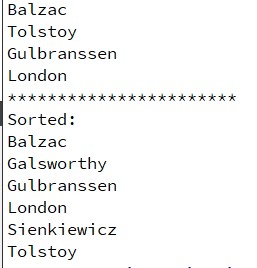 Balzac
Tolstoy
Gulbranssen
London
***********************
Sorted:
Balzac
Galsworthy
Gulbranssen
London
Sienkiewicz
Tolstoy